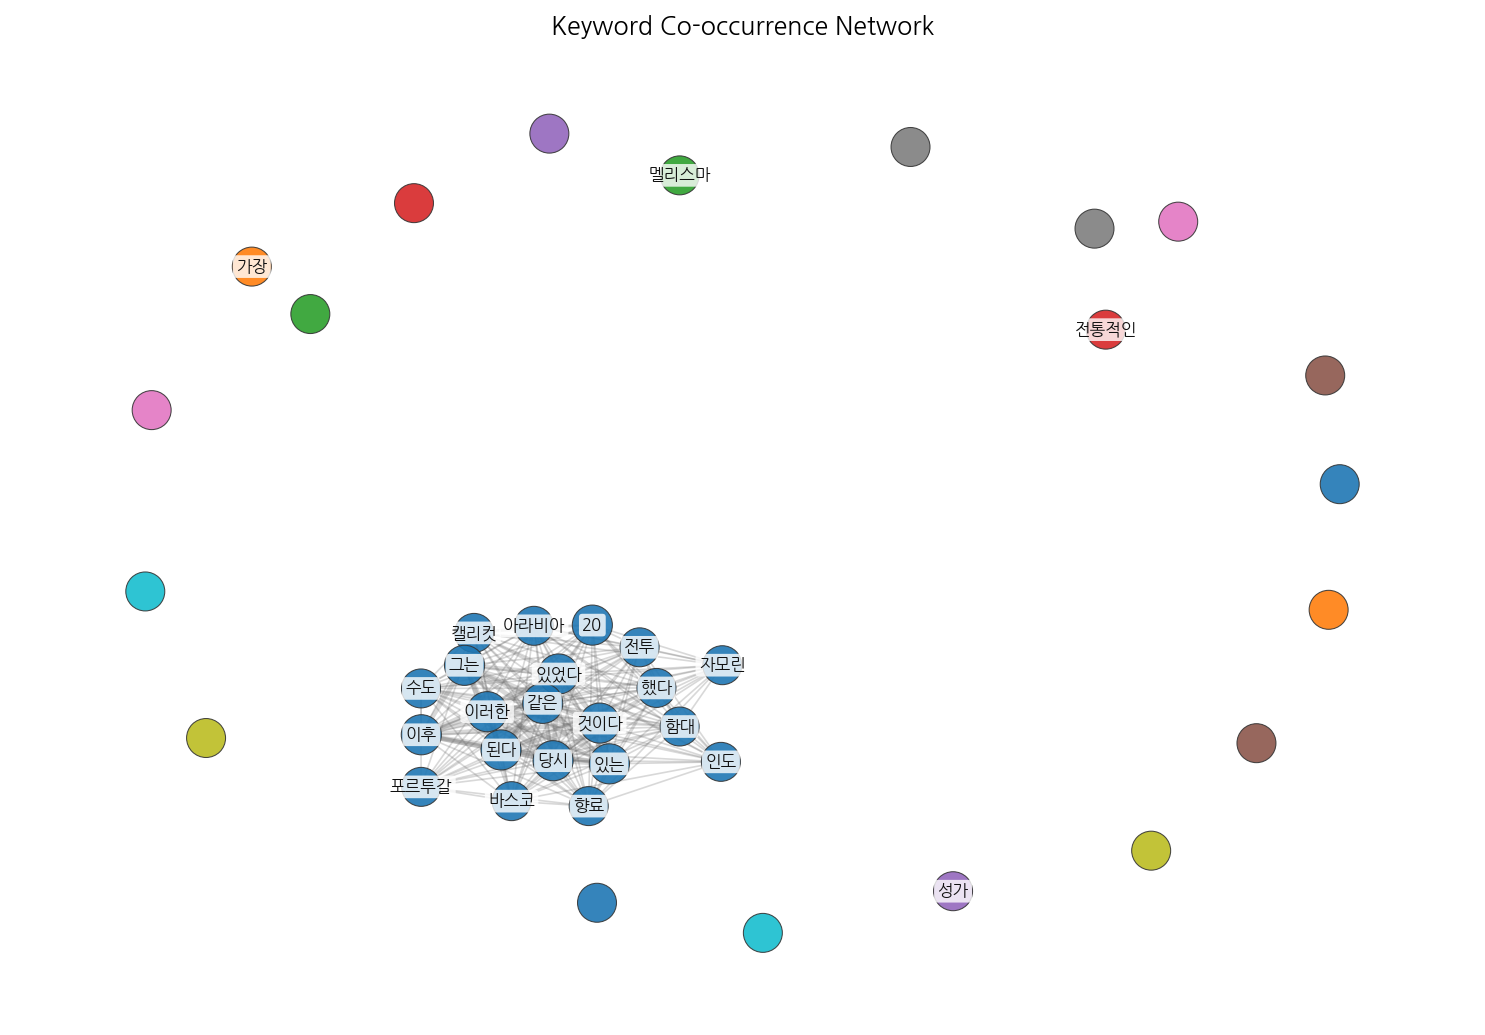 Keyword Co-occurrence Network
멜리스마
가장
전통적인
캘리컷
아라비아
20
전투
그는
있었다
자모린
수도
했다
이러한
같은
것이다
함대
이후
된다
당시
있는
인도
포르투갈
바스코
향료
성가